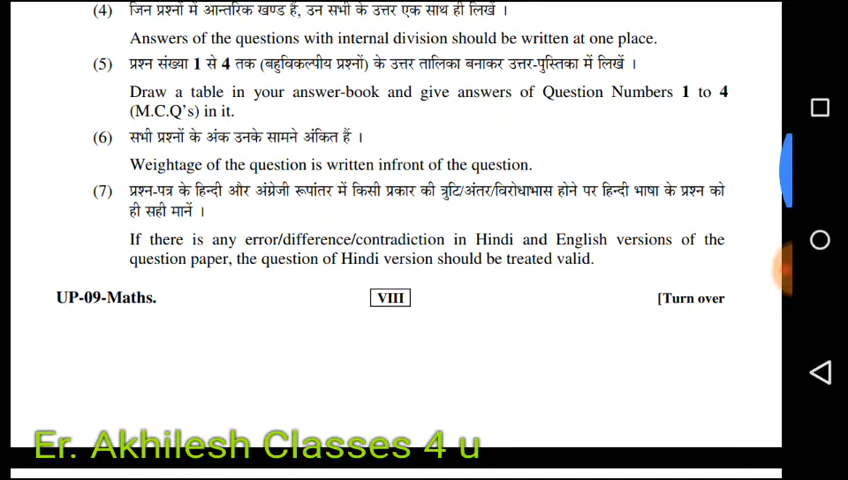 (4) जिन प्रश्नों में आन्तरिक खण्ड हैं, उन सभी के उत्तर एक साथ ही लिखें ।
Answers of the questions with internal division should be written at one place.
(5) प्रश्न संख्या 1 से 4 तक (बहुविकल्पीय प्रश्नों) के उत्तर तालिका बनाकर उत्तर-पुस्तिका में लिखें ।
Draw a table in your answer-book and give answers of Question Numbers 1 to 4
(M.C.Q's) in it.
(6) सभी प्रश्नों के अंक उनके सामने अंकित हैं ।
Weightage of the question is written infront of the question.
(7) प्रश्न-पत्र के हिन्दी और अंग्रेजी रूपांतर में किसी प्रकार की त्रुटि/अंतर/विरोधाभास होने पर हिन्दी भाषा के प्रश्न को
ही सही मानें ।
If there is any error/difference/contradiction in Hindi and English versions of the
question paper, the question of Hindi version should be treated valid.
UP-09-Maths. VIII [Turn over
Er. Akhilesh Classes 4 u